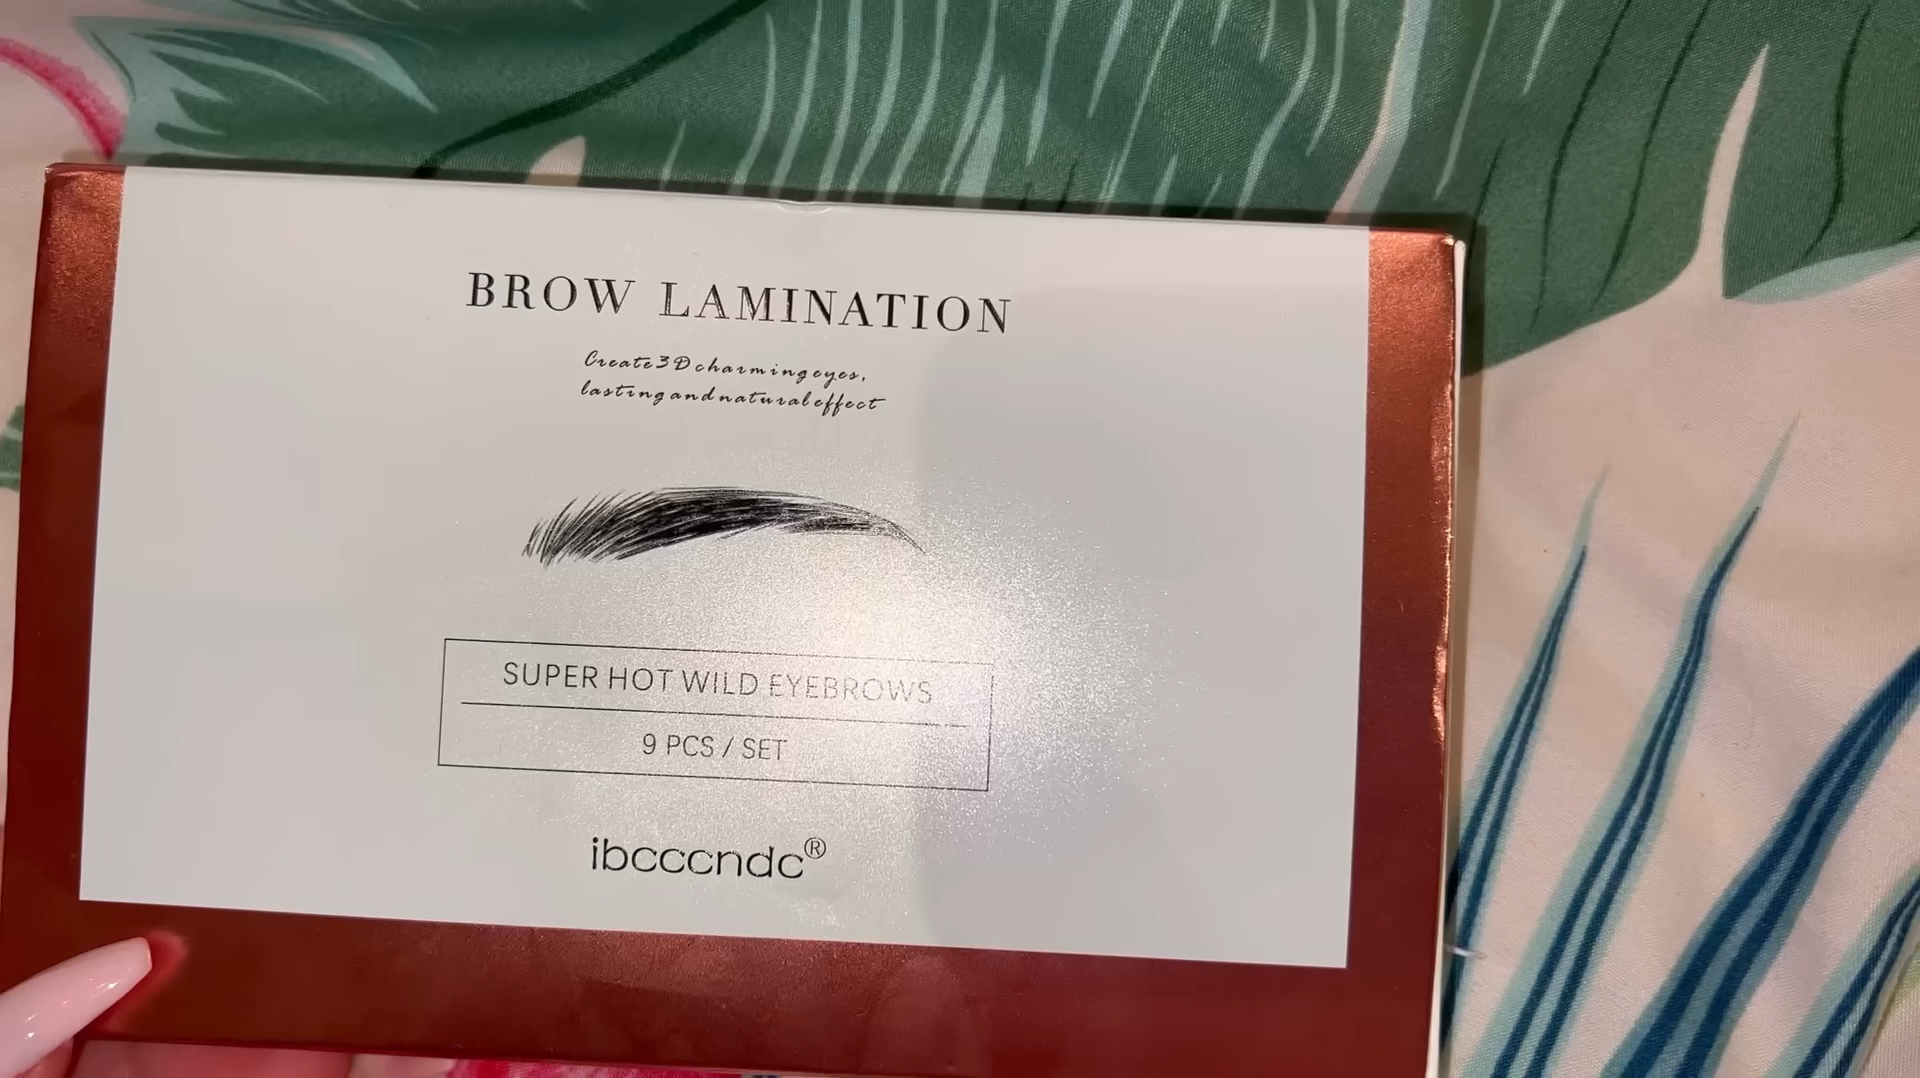 BROW LAMINATION
Create3Dcharmingeyes,
lastingandnaturaleffect
SUPER HOT WILD EYEBROWS
9 PCS / SET
ibcccndc®